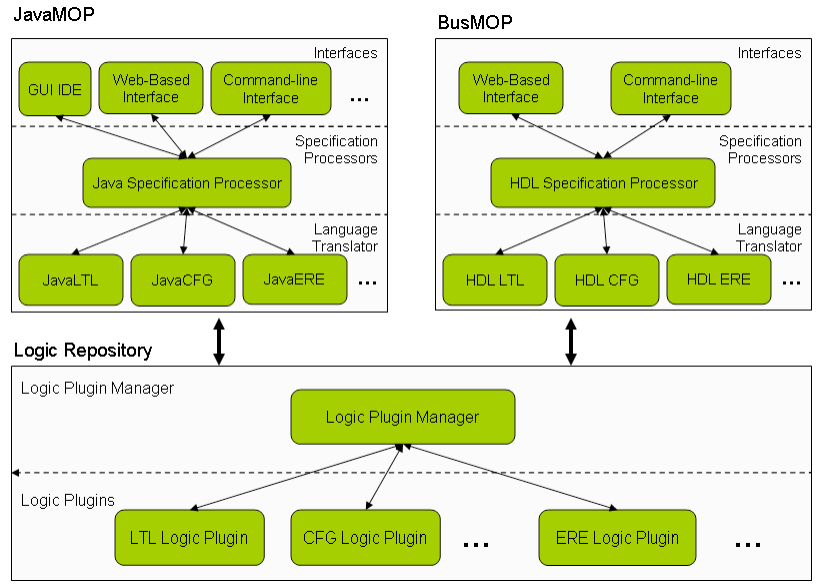 JavaMOP
BusMOP
Interfaces
GUI IDE
Web-Based
Interface
Command-line
Interface
...
Specification
Processors
Java Specification Processor
Language
Translator
JavaLTL
JavaCFG
JavaERE
...
Interfaces
Web-Based
Interface
Command-line
Interface
Specification
Processors
HDL Specification Processor
Language
Translator
HDL LTL
HDL CFG
HDL ERE
...
Logic Repository
Logic Plugin Manager
Logic Plugin Manager
Logic Plugins
LTL Logic Plugin
CFG Logic Plugin
...
ERE Logic Plugin
...